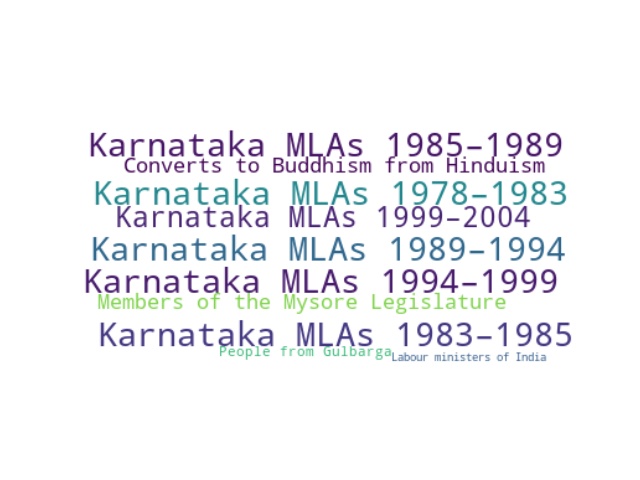 Karnataka MLAs 1985–1989
Converts to Buddhism from Hinduism
Karnataka MLAs 1978–1983
Karnataka MLAs 1999–2004
Karnataka MLAs 1989–1994
Karnataka MLAs 1994–1999
Members of the Mysore Legislature
Karnataka MLAs 1983–1985
People from Gulbarga
Labour ministers of India